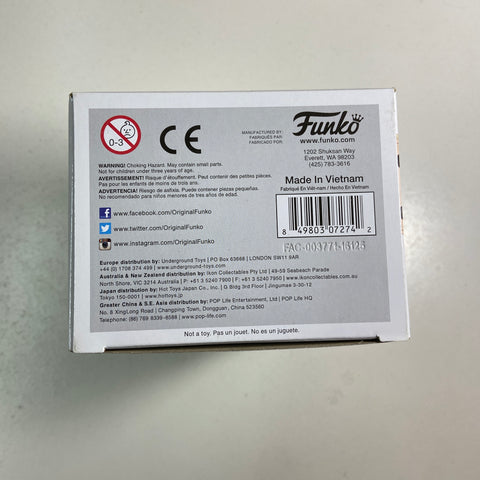 0-3
CE
MANUFACTURED BY:
FABRIQUÉ PAR:
FABRICADO POR:
Funko
www.funko.com
1202 Shuksan Way
Everett, WA 98203
(425) 783-3616
WARNING: Choking Hazard. May contain small parts.
Not for children under three years of age.
AVERTISSEMENT! Risque d'étouffement. Peut contenir des petites pièces.
Pas pour les enfants de moins de trois ans.
ADVERTENCIA! Riesgo de asfixia. Puede contener piezas pequeñas.
No recomendado para niños menores de tres años de edad.
www.facebook.com/OriginalFunko
www.twitter.com/OriginalFunko
www.instagram.com/OriginalFunko
Made In Vietnam
Fabriqué En Viêt-nam / Hecho En Vietnam
8 49803 07274 2
FAC-003771-16126
Europe distribution by: Underground Toys | PO BOX 63668 | LONDON SW11 9AR
+44 (0) 1708 374 499 | www.underground-toys.com
Australia & New Zealand distribution by: Ikon Collectables Pty Ltd | 49-59 Seabeach Parade
North Shore, VIC 3214 Australia | P: +61 3 5240 7900 | F: +61 3 5240 7950 | www.ikoncollectables.com.au
Japan distribution by: Hot Toys Japan Co., Inc. | G Bldg 3rd Floor | Jingumae 3-30-12
Tokyo 150-0001 | www.hottoys.jp
Greater China & S.E. Asia distribution by: POP Life Entertainment, Ltd | POP Life HQ
No. 8 XingLong Road | Changping Town, Dongguan, China 523560
Telephone: (86) 769 8339-8586 | www.pop-life.com
Not a toy. Pas un jouet. No es un juguete.